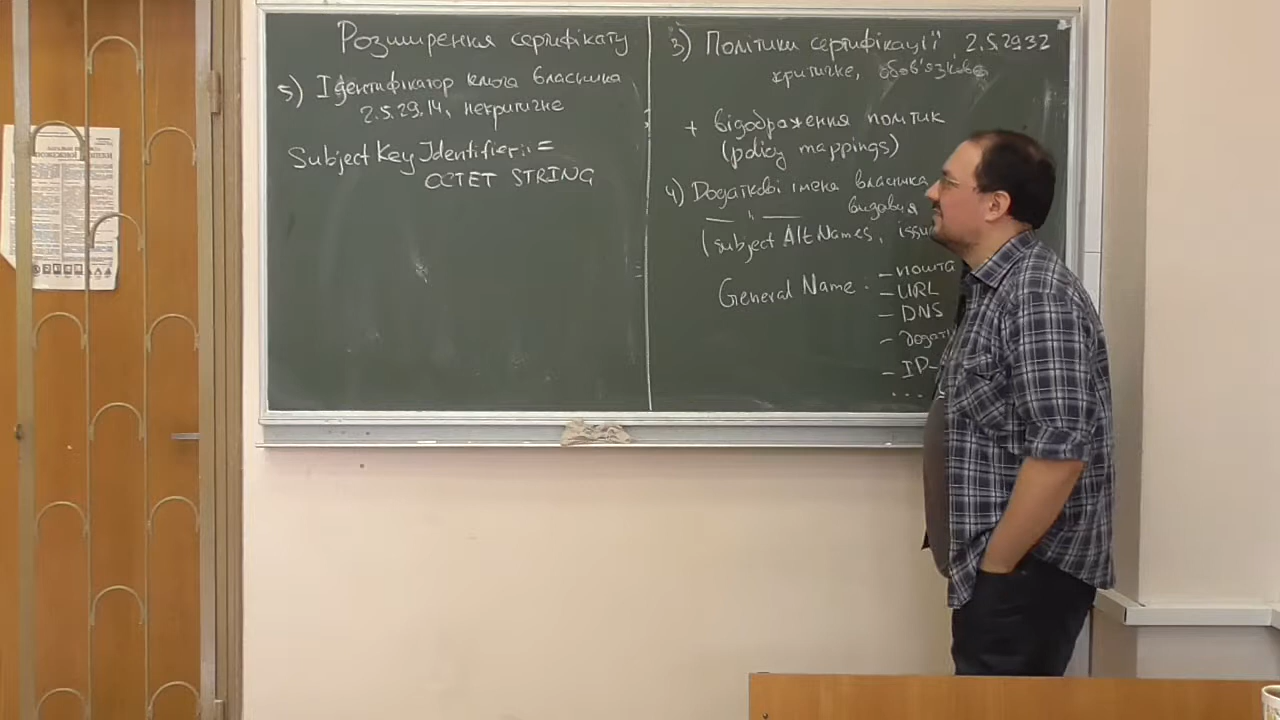 Розширення сертифікату
5) Ідентифікатор ключа власника
2.5.29.14, некритичне
Subject Key Identifier ::=
OCTET STRING
3) Політики сертифікації 2.5.29.32
критичне, обов'язкове
+ відображення політик
(policy mappings)
4) Додаткові імена власника,
— " — видавця
(subject Alt Names,
General Name:
- пошта
- URL
- DNS
...